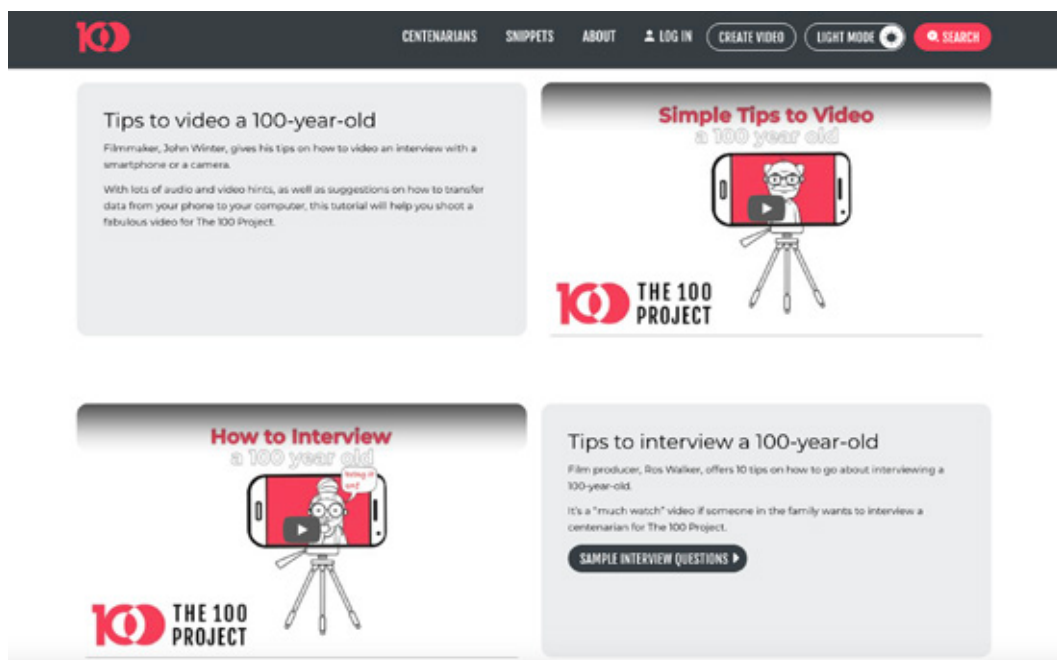 100
CENTENARIANS SNIPPETS ABOUT LOG IN CREATE VIDEO LIGHT MODE SEARCH
Tips to video a 100-year-old
Filmmaker, John Winter, gives his tips on how to video an interview with a
smartphone or a camera.
With lots of audio and video hints, as well as suggestions on how to transfer
data from your phone to your computer, this tutorial will help you shoot a
fabulous video for The 100 Project.
Simple Tips to Video
a 100 year old
100 THE 100
PROJECT
How to Interview
a 100 year old
bring it
on!
100 THE 100
PROJECT
Tips to interview a 100-year-old
Film producer, Ros Walker, offers 10 tips on how to go about interviewing a
100-year-old.
It's a "much watch" video if someone in the family wants to interview a
centenarian for The 100 Project.
SAMPLE INTERVIEW QUESTIONS